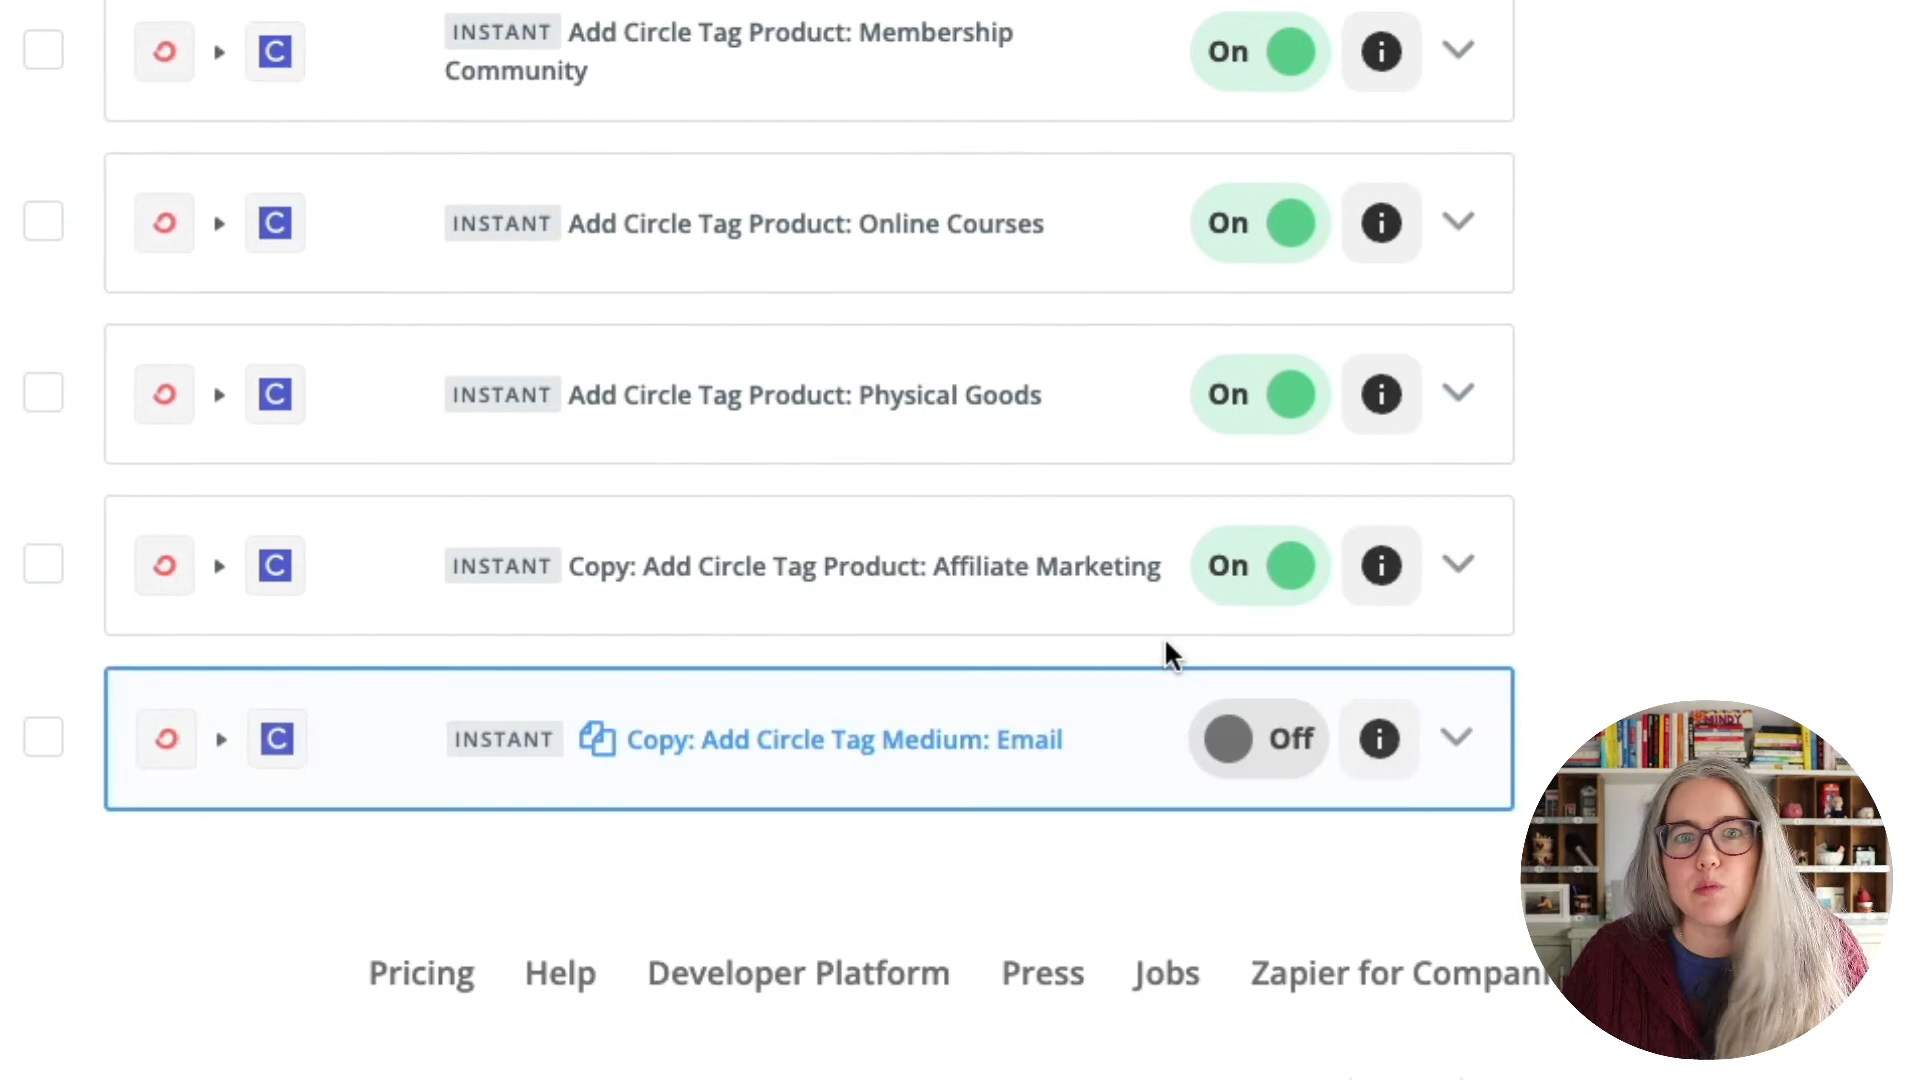 INSTANT Add Circle Tag Product: Membership
Community
On
INSTANT Add Circle Tag Product: Online Courses
On
INSTANT Add Circle Tag Product: Physical Goods
On
INSTANT Copy: Add Circle Tag Product: Affiliate Marketing
On
INSTANT Copy: Add Circle Tag Medium: Email
Off
Pricing Help Developer Platform Press Jobs Zapier for Compani
MINDY